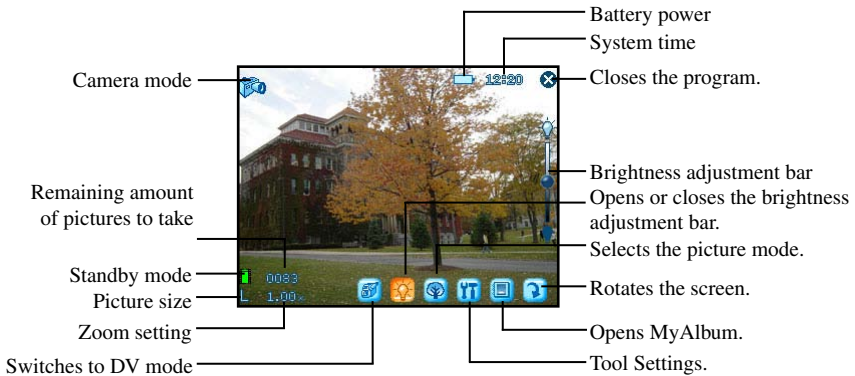 Battery power
System time
Closes the program.
Camera mode
12:20
Brightness adjustment bar
Opens or closes the brightness
adjustment bar.
Selects the picture mode.
Rotates the screen.
Opens MyAlbum.
Tool Settings.
Remaining amount
of pictures to take
Standby mode
Picture size
Zoom setting
Switches to DV mode
0083
L 1.00×